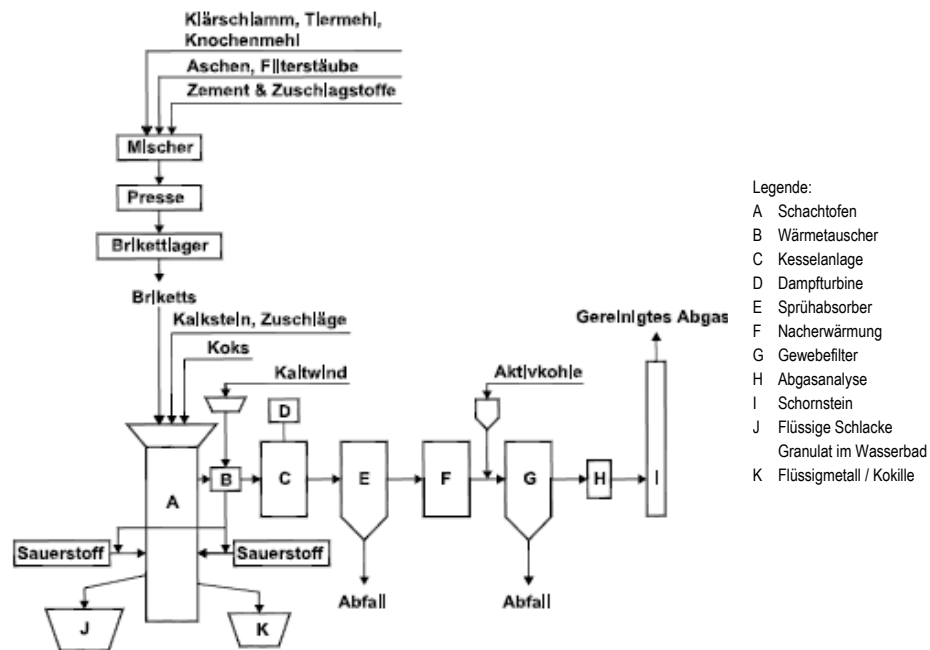 Klärschlamm, Tiermehl,
Knochenmehl
Aschen, Filterstäube
Zement & Zuschlagstoffe
Mischer
Presse
Brikettlager
Briketts
Kalkstein, Zuschläge
Koks
Kaltwind
Aktivkohle
Gereinigtes Abgas
A
B
C
D
E
F
G
H
I
Sauerstoff
Sauerstoff
J
K
Abfall
Abfall
Legende:
A Schachtofen
B Wärmetauscher
C Kesselanlage
D Dampfturbine
E Sprühabsorber
F Nacherwärmung
G Gewebefilter
H Abgasanalyse
I Schornstein
J Flüssige Schlacke
Granulat im Wasserbad
K Flüssigmetall / Kokille